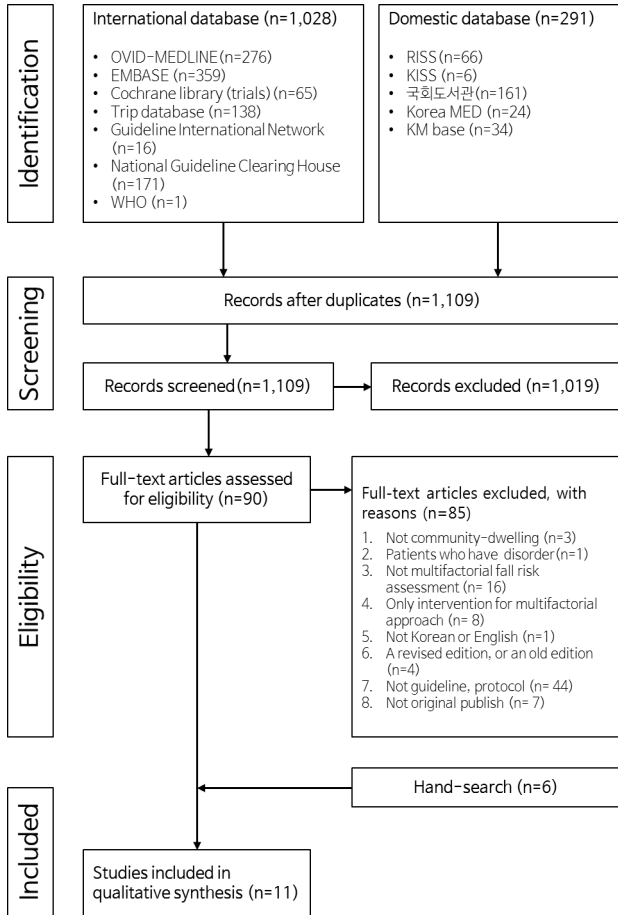 Identification
International database (n=1,028)
• OVID-MEDLINE(n=276)
• EMBASE(n=359)
• Cochrane library (trials)(n=65)
• Trip database(n=138)
• Guideline International Network
(n=16)
• National Guideline Clearing House
(n=171)
• WHO (n=1)
Domestic database(n=291)
• RISS(n=66)
• KISS(n=6)
• 국회도서관(n=161)
• Korea MED(n=24)
• KM base(n=34)
Screening
Records after duplicates (n=1,109)
Records screened(n=1,109)
Records excluded (n=1,019)
Eligibility
Full-text articles assessed
for eligibility (n=90)
Full-text articles excluded, with
reasons (n=85)
1. Not community-dwelling (n=3)
2. Patients who have disorder(n=1)
3. Not multifactorial fall risk
assessment (n= 16)
4. Only intervention for multifactorial
approach (n= 8)
5. Not Korean or English (n=1)
6. A revised edition, or an old edition
(n=4)
7. Not guideline, protocol (n= 44)
8. Not original publish (n= 7)
Hand-search (n=6)
Included
Studies included in
qualitative synthesis (n=11)